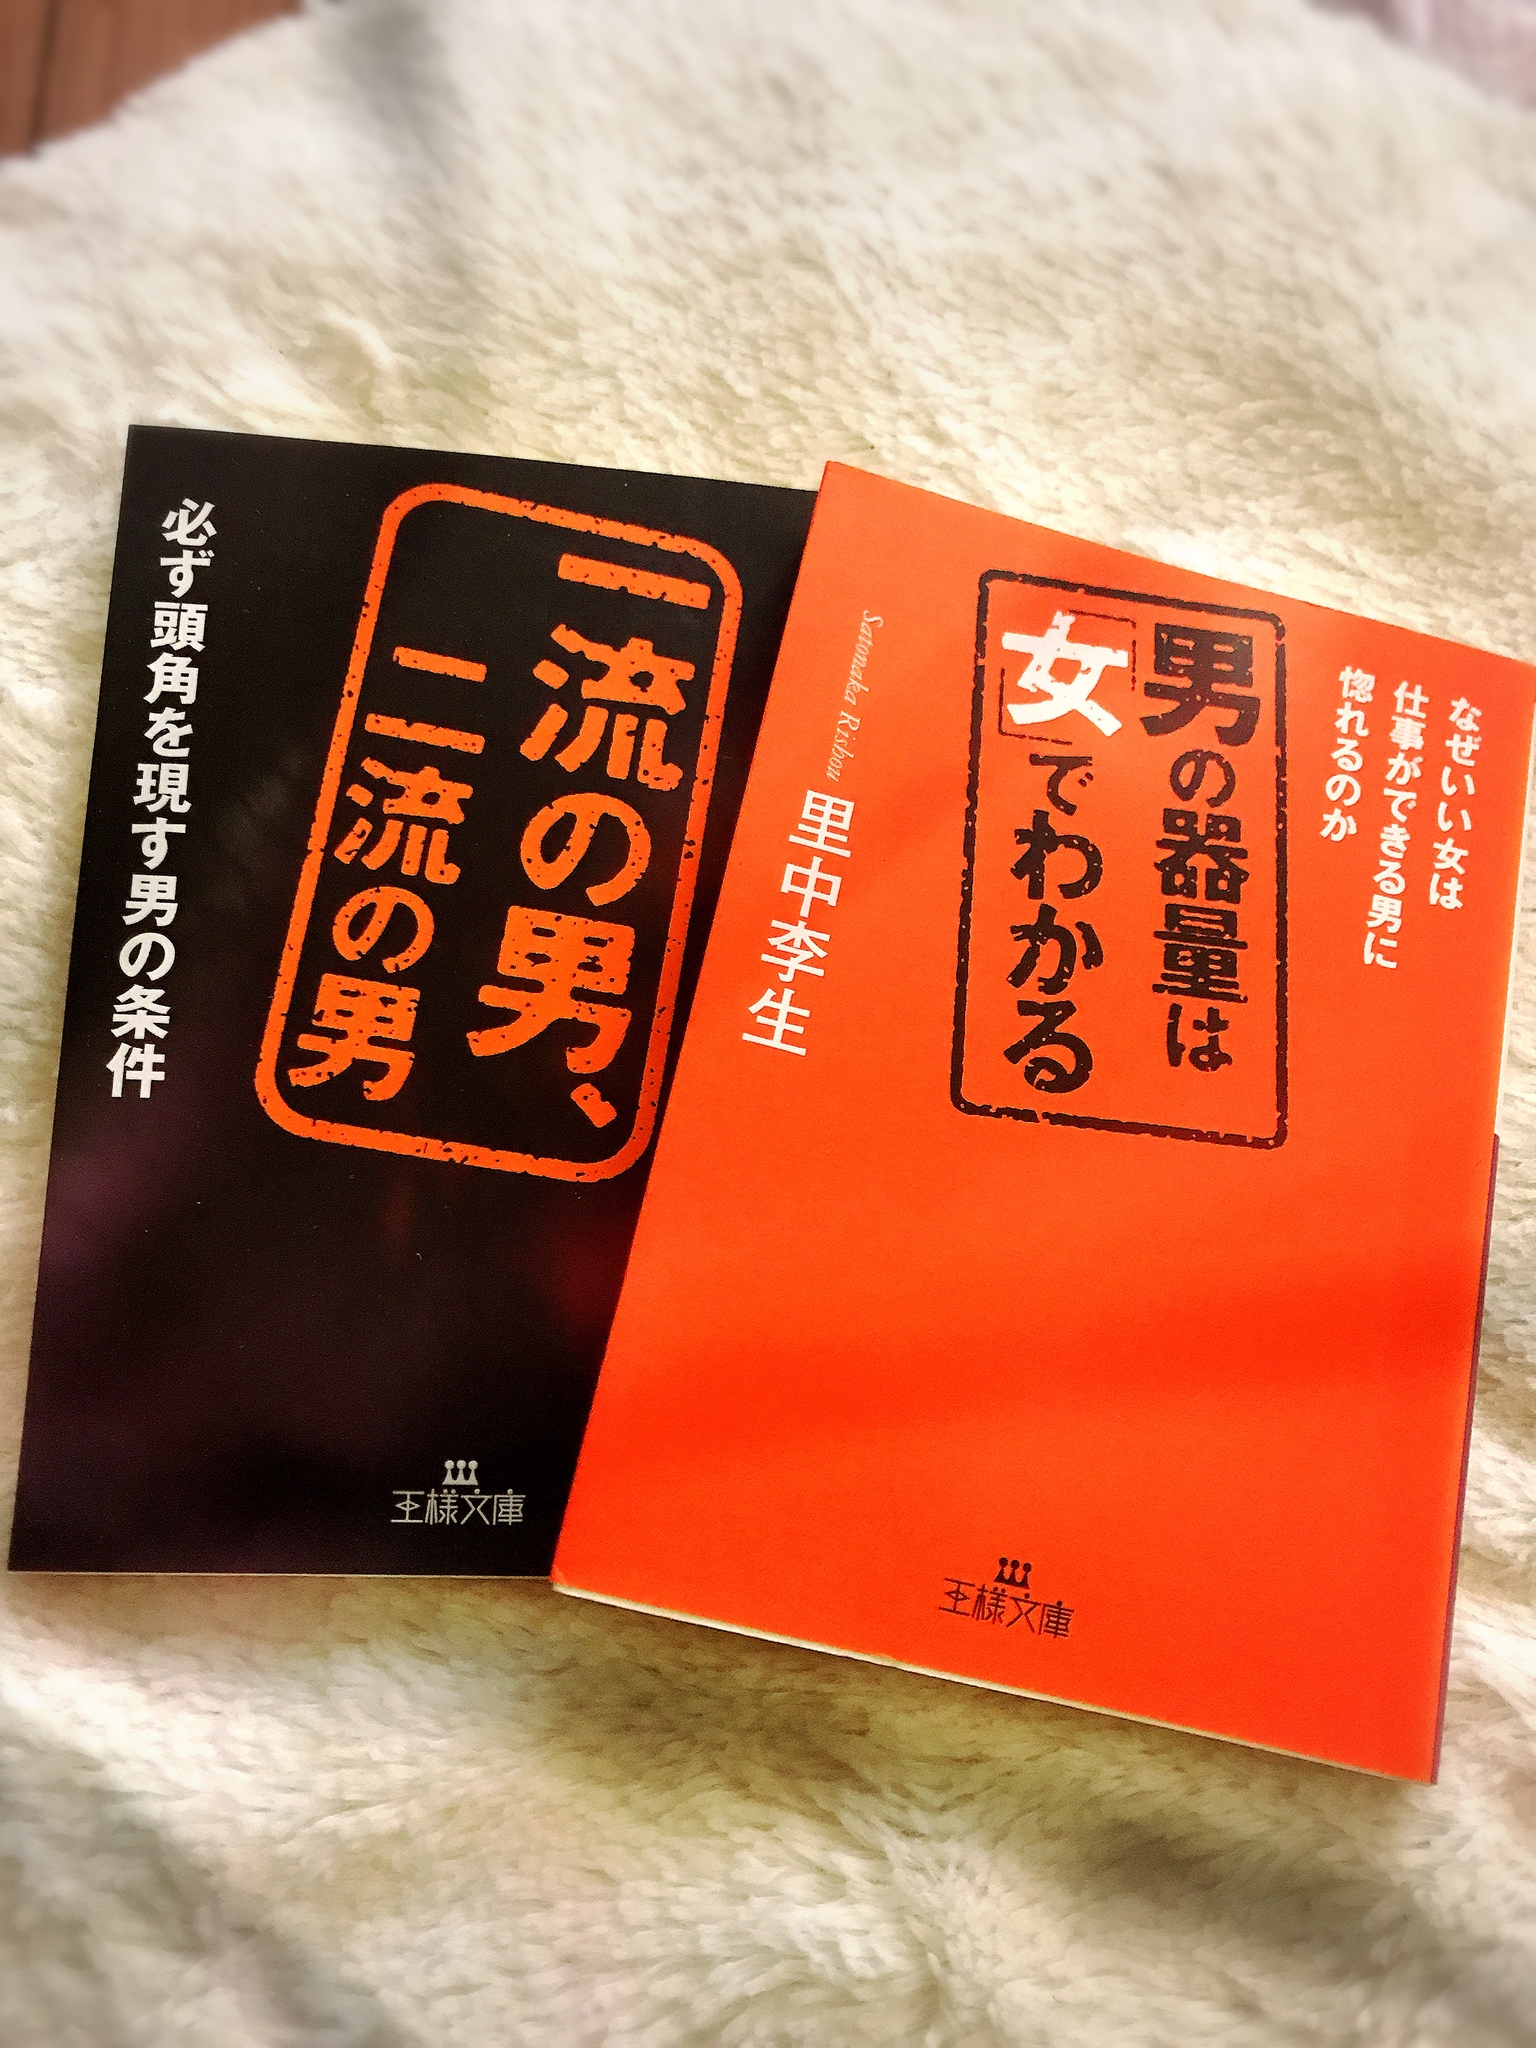 一流の男、
二流の男
必ず頭角を現す男の条件
王様文庫
なぜいい女は
仕事ができる男に
惚れるのか
男の器量は
「女」でわかる
Satonaka Rishou
里中李生
王様文庫